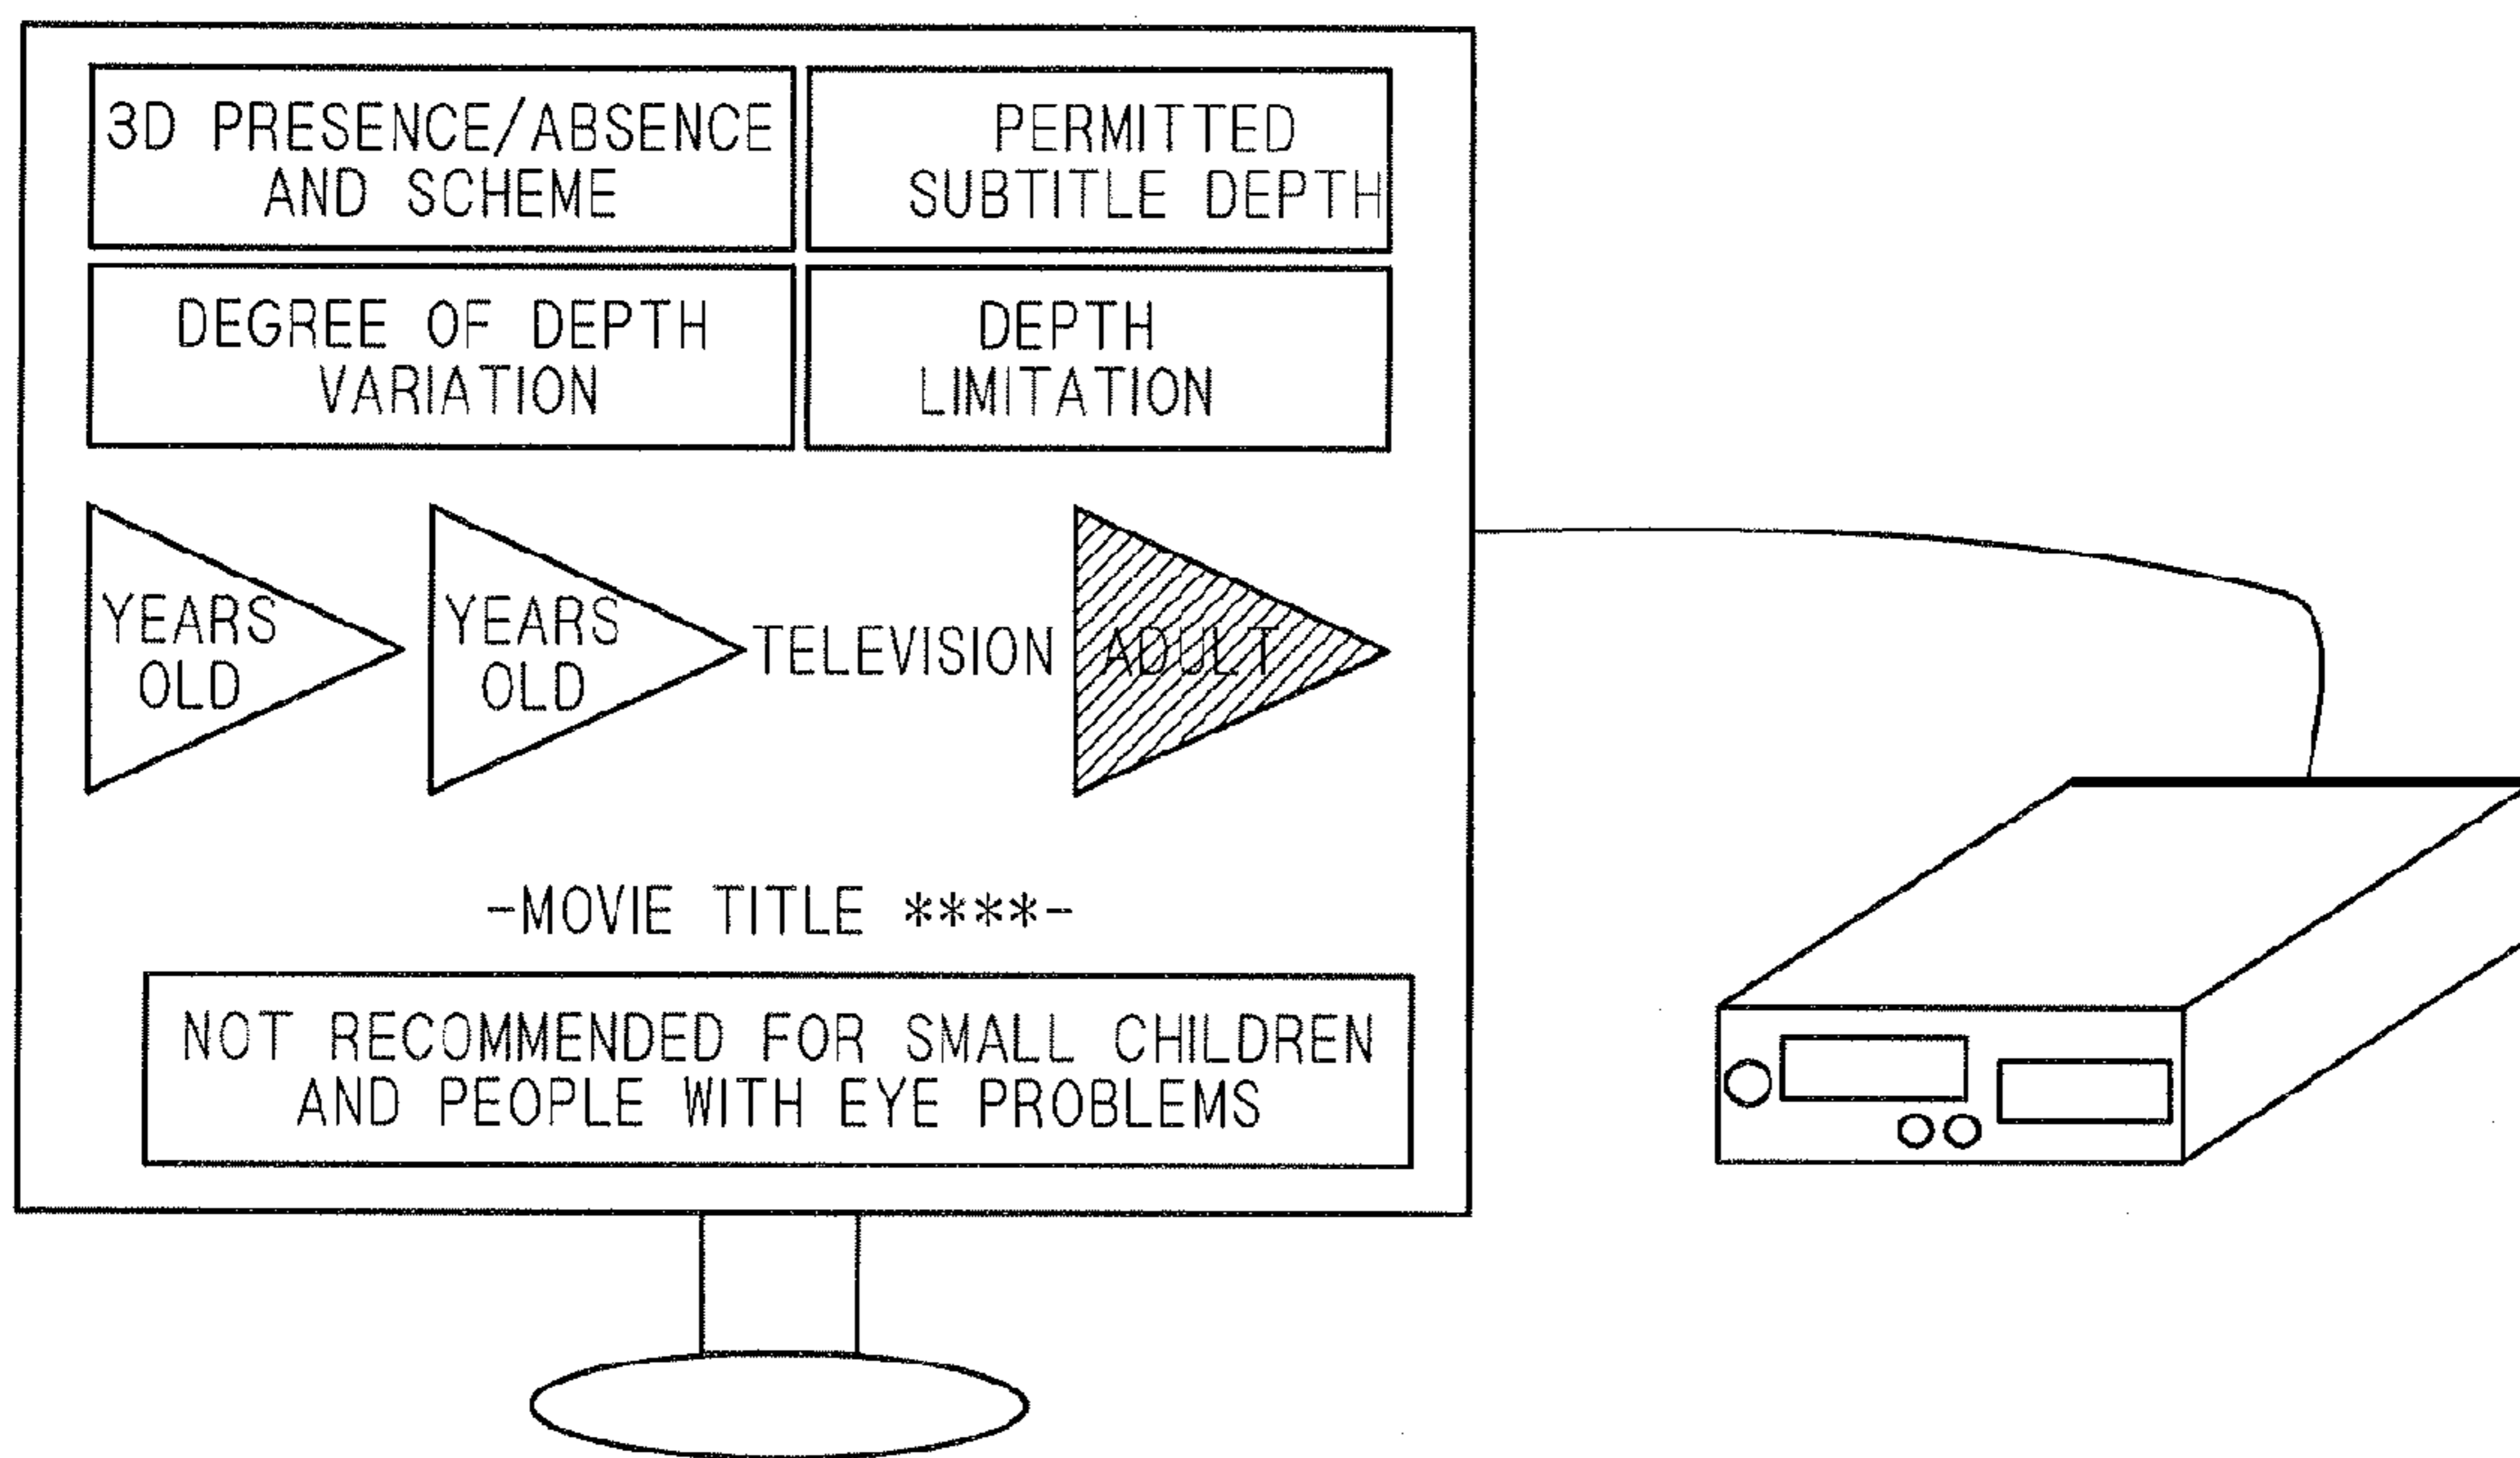 3D PRESENCE/ABSENCE
AND SCHEME
PERMITTED
SUBTITLE DEPTH
DEGREE OF DEPTH
VARIATION
DEPTH
LIMITATION
YEARS
OLD
YEARS
OLD
TELEVISION
ADULT
-MOVIE TITLE ****-
NOT RECOMMENDED FOR SMALL CHILDREN
AND PEOPLE WITH EYE PROBLEMS